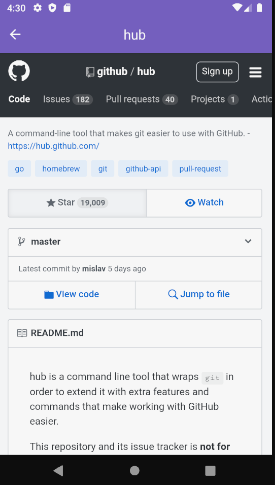 4:30
hub
github / hub
Sign up
Code Issues 182 Pull requests 40 Projects 1 Actic
A command-line tool that makes git easier to use with GitHub. -
https://hub.github.com/
go homebrew git github-api pull-request
Star 19,009 Watch
master
Latest commit by mislav 5 days ago
View code Jump to file
README.md
hub is a command line tool that wraps git in
order to extend it with extra features and
commands that make working with GitHub
easier.
This repository and its issue tracker is not for